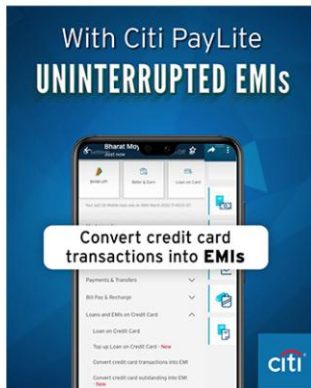 With Citi PayLite
UNINTERRUPTED EMIs
Bharat Moy
Just now
Refer & Earn
Loan on Card
Convert credit card
transactions into EMIs
Payments & Transfers
Bill Pay & Recharge
Loans and EMIs on Credit Card
Loan on Credit Card
Top up Loan on Credit Card - New
Convert credit card transactions into EMI
Convert credit card outstanding into EMI
- New
citi